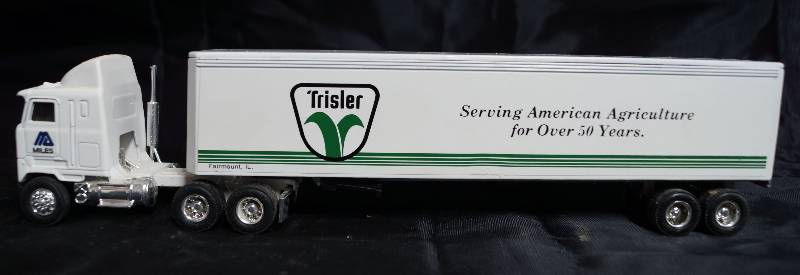 MILES
Trisler
Serving American Agriculture
for Over 50 Years.
Fairmount, IL.